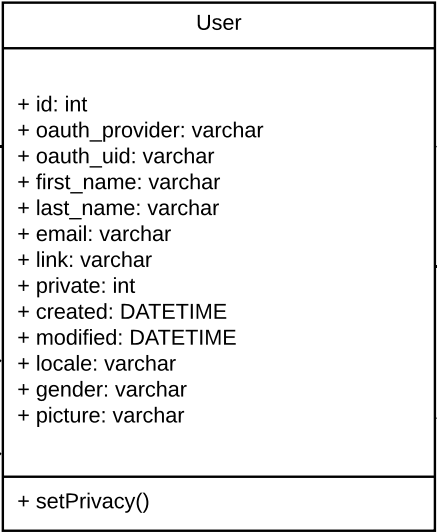 User
+ id: int
+ oauth_provider: varchar
+ oauth_uid: varchar
+ first_name: varchar
+ last_name: varchar
+ email: varchar
+ link: varchar
+ private: int
+ created: DATETIME
+ modified: DATETIME
+ locale: varchar
+ gender: varchar
+ picture: varchar
+ setPrivacy()